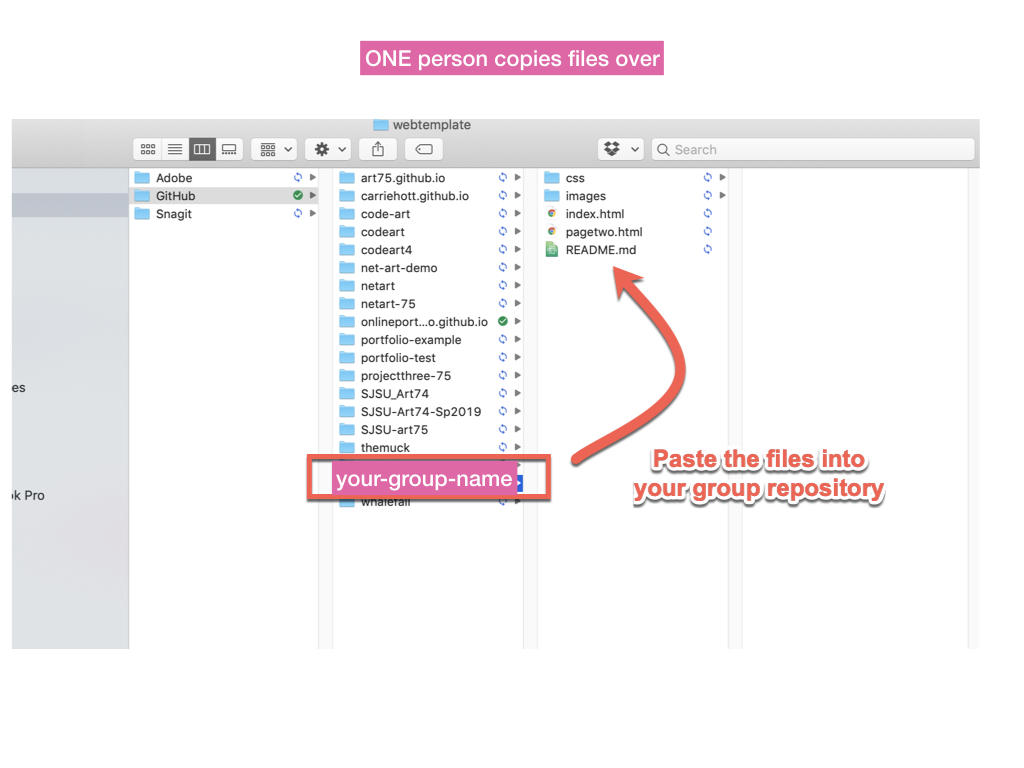 ONE person copies files over
webtemplate
Search
Adobe
GitHub
Snagit
art75.github.io
carriehott.github.io
code-art
codeart
codeart4
net-art-demo
netart
netart-75
onlineport...o.github.io
portfolio-example
portfolio-test
projectthree-75
SJSU_Art74
SJSU-Art74-Sp2019
SJSU-art75
themuck
your-group-name
whalefall
css
images
index.html
pagetwo.html
README.md
es
ok Pro
Paste the files into
your group repository